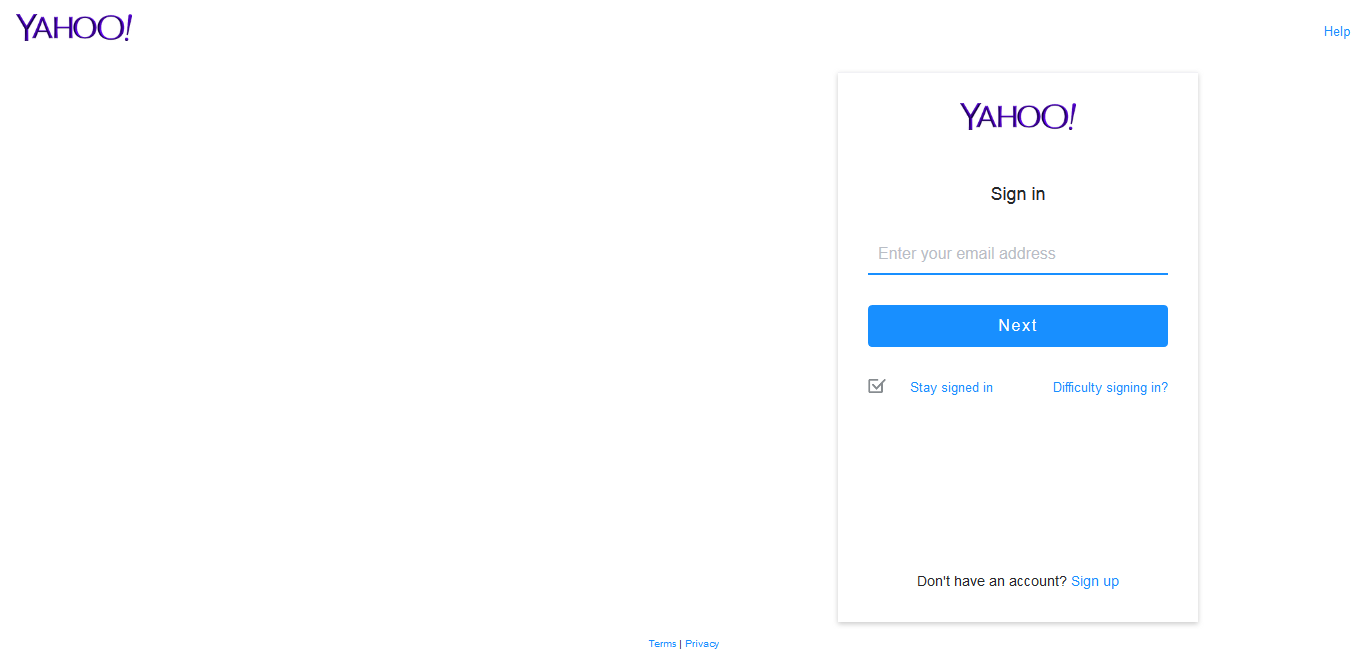 YAHOO!
Help
YAHOO!
Sign in
Enter your email address
Next
Stay signed in Difficulty signing in?
Don't have an account? Sign up
Terms | Privacy